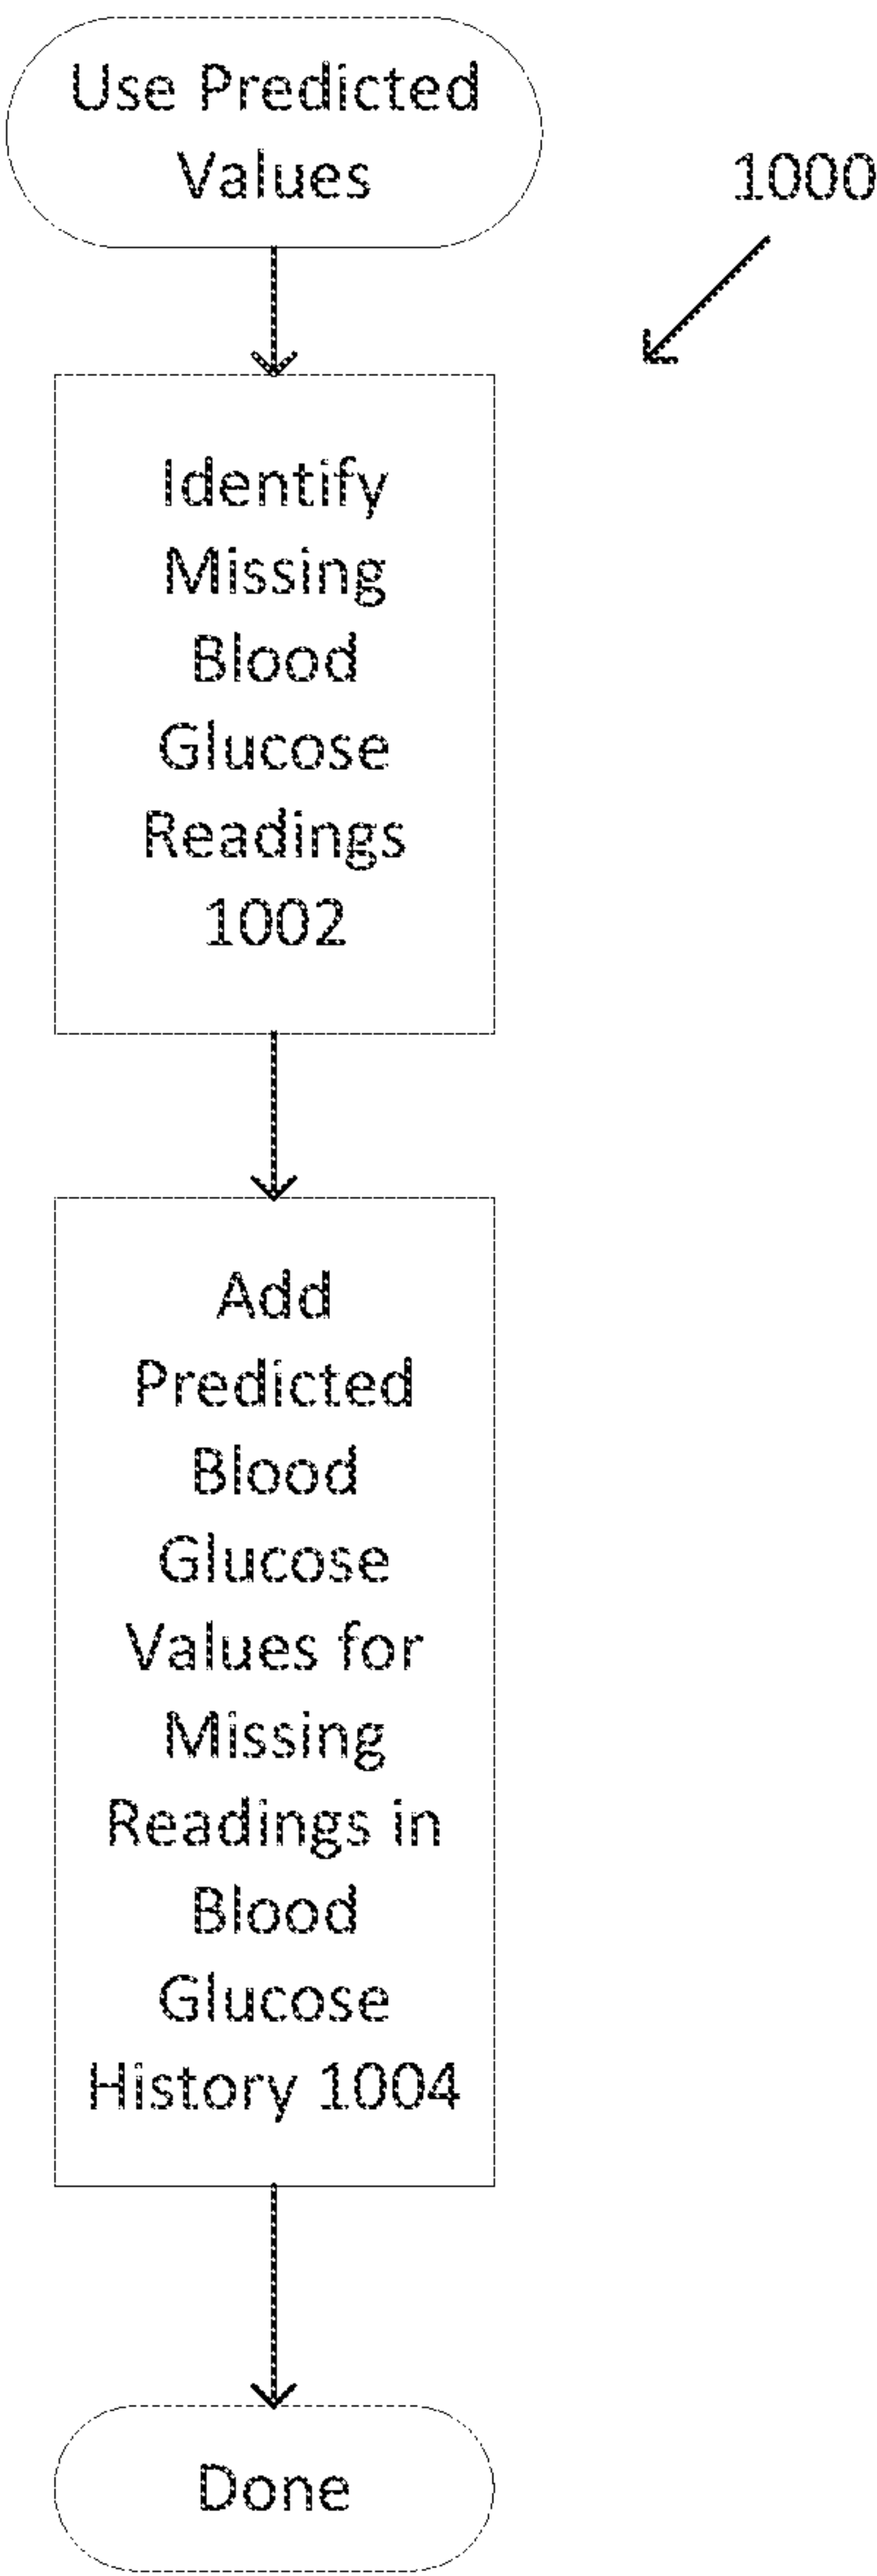 Use Predicted
Values
1000
Identify
Missing
Blood
Glucose
Readings
1002
Add
Predicted
Blood
Glucose
Values for
Missing
Readings in
Blood
Glucose
History 1004
Done